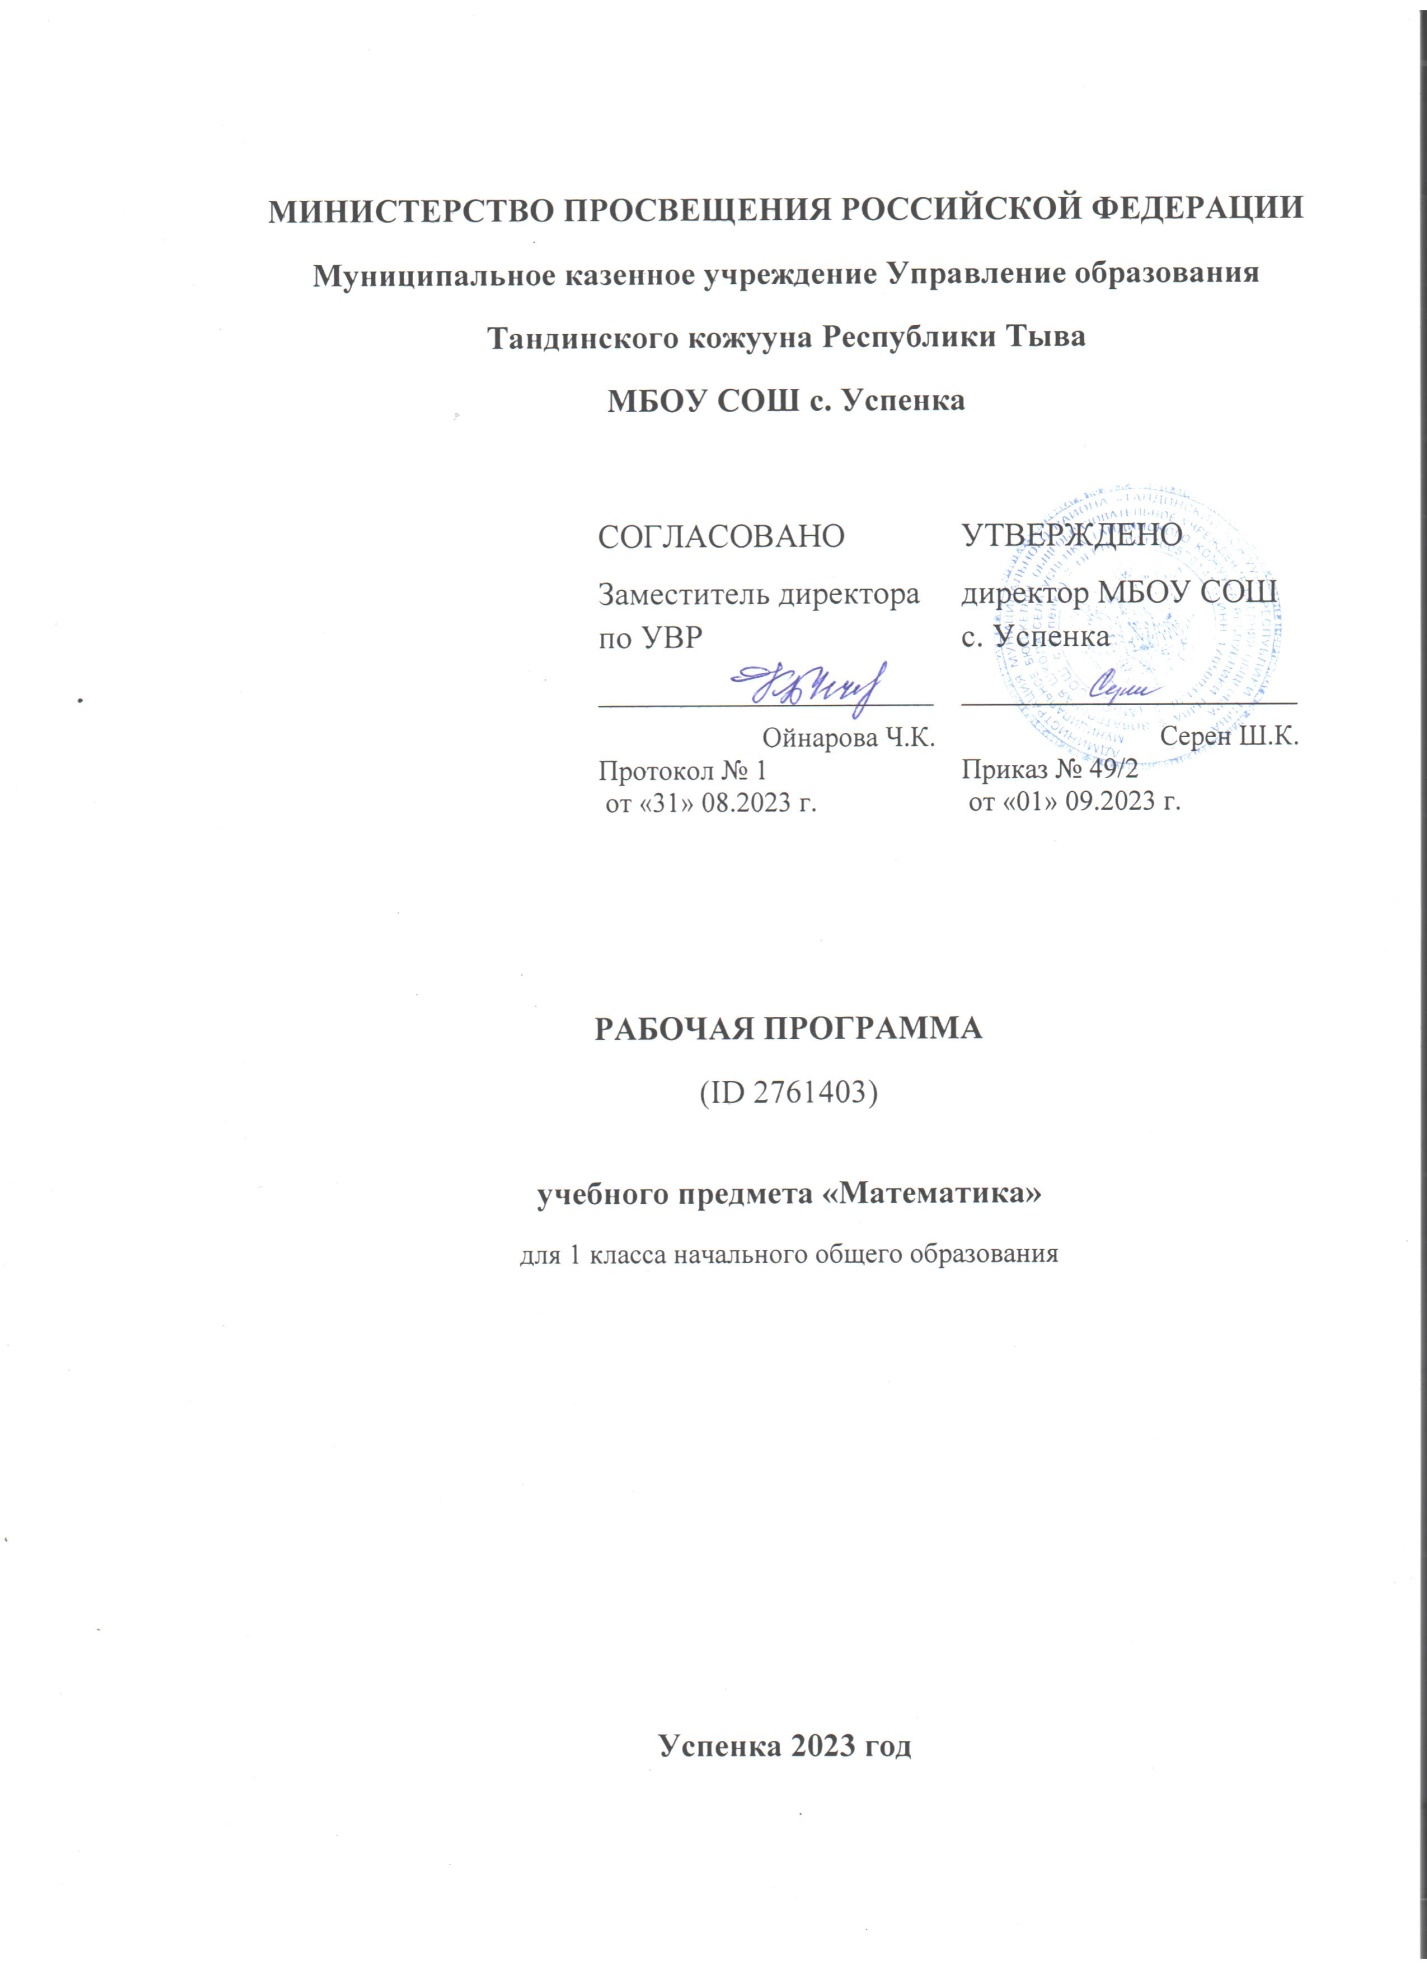 МИНИСТЕРСТВО ПРОСВЕЩЕНИЯ РОССИЙСКОЙ ФЕДЕРАЦИИ
Муниципальное казенное учреждение Управление образования
Тандинского кожууна Республики Тыва
МБОУ СОШ с. Успенка
СОГЛАСОВАНО
Заместитель директора
по УВР
Ойнарова Ч.К.
Протокол № 1
от «31» 08.2023 г.
УТВЕРЖДЕНО
директор МБОУ СОШ
с. Успенка
Серен
Серен Ш.К.
Приказ № 49/2
от «01» 09.2023 г.
РАБОЧАЯ ПРОГРАММА
(ID 2761403)
учебного предмета «Математика»
для 1 класса начального общего образования
Успенка 2023 год